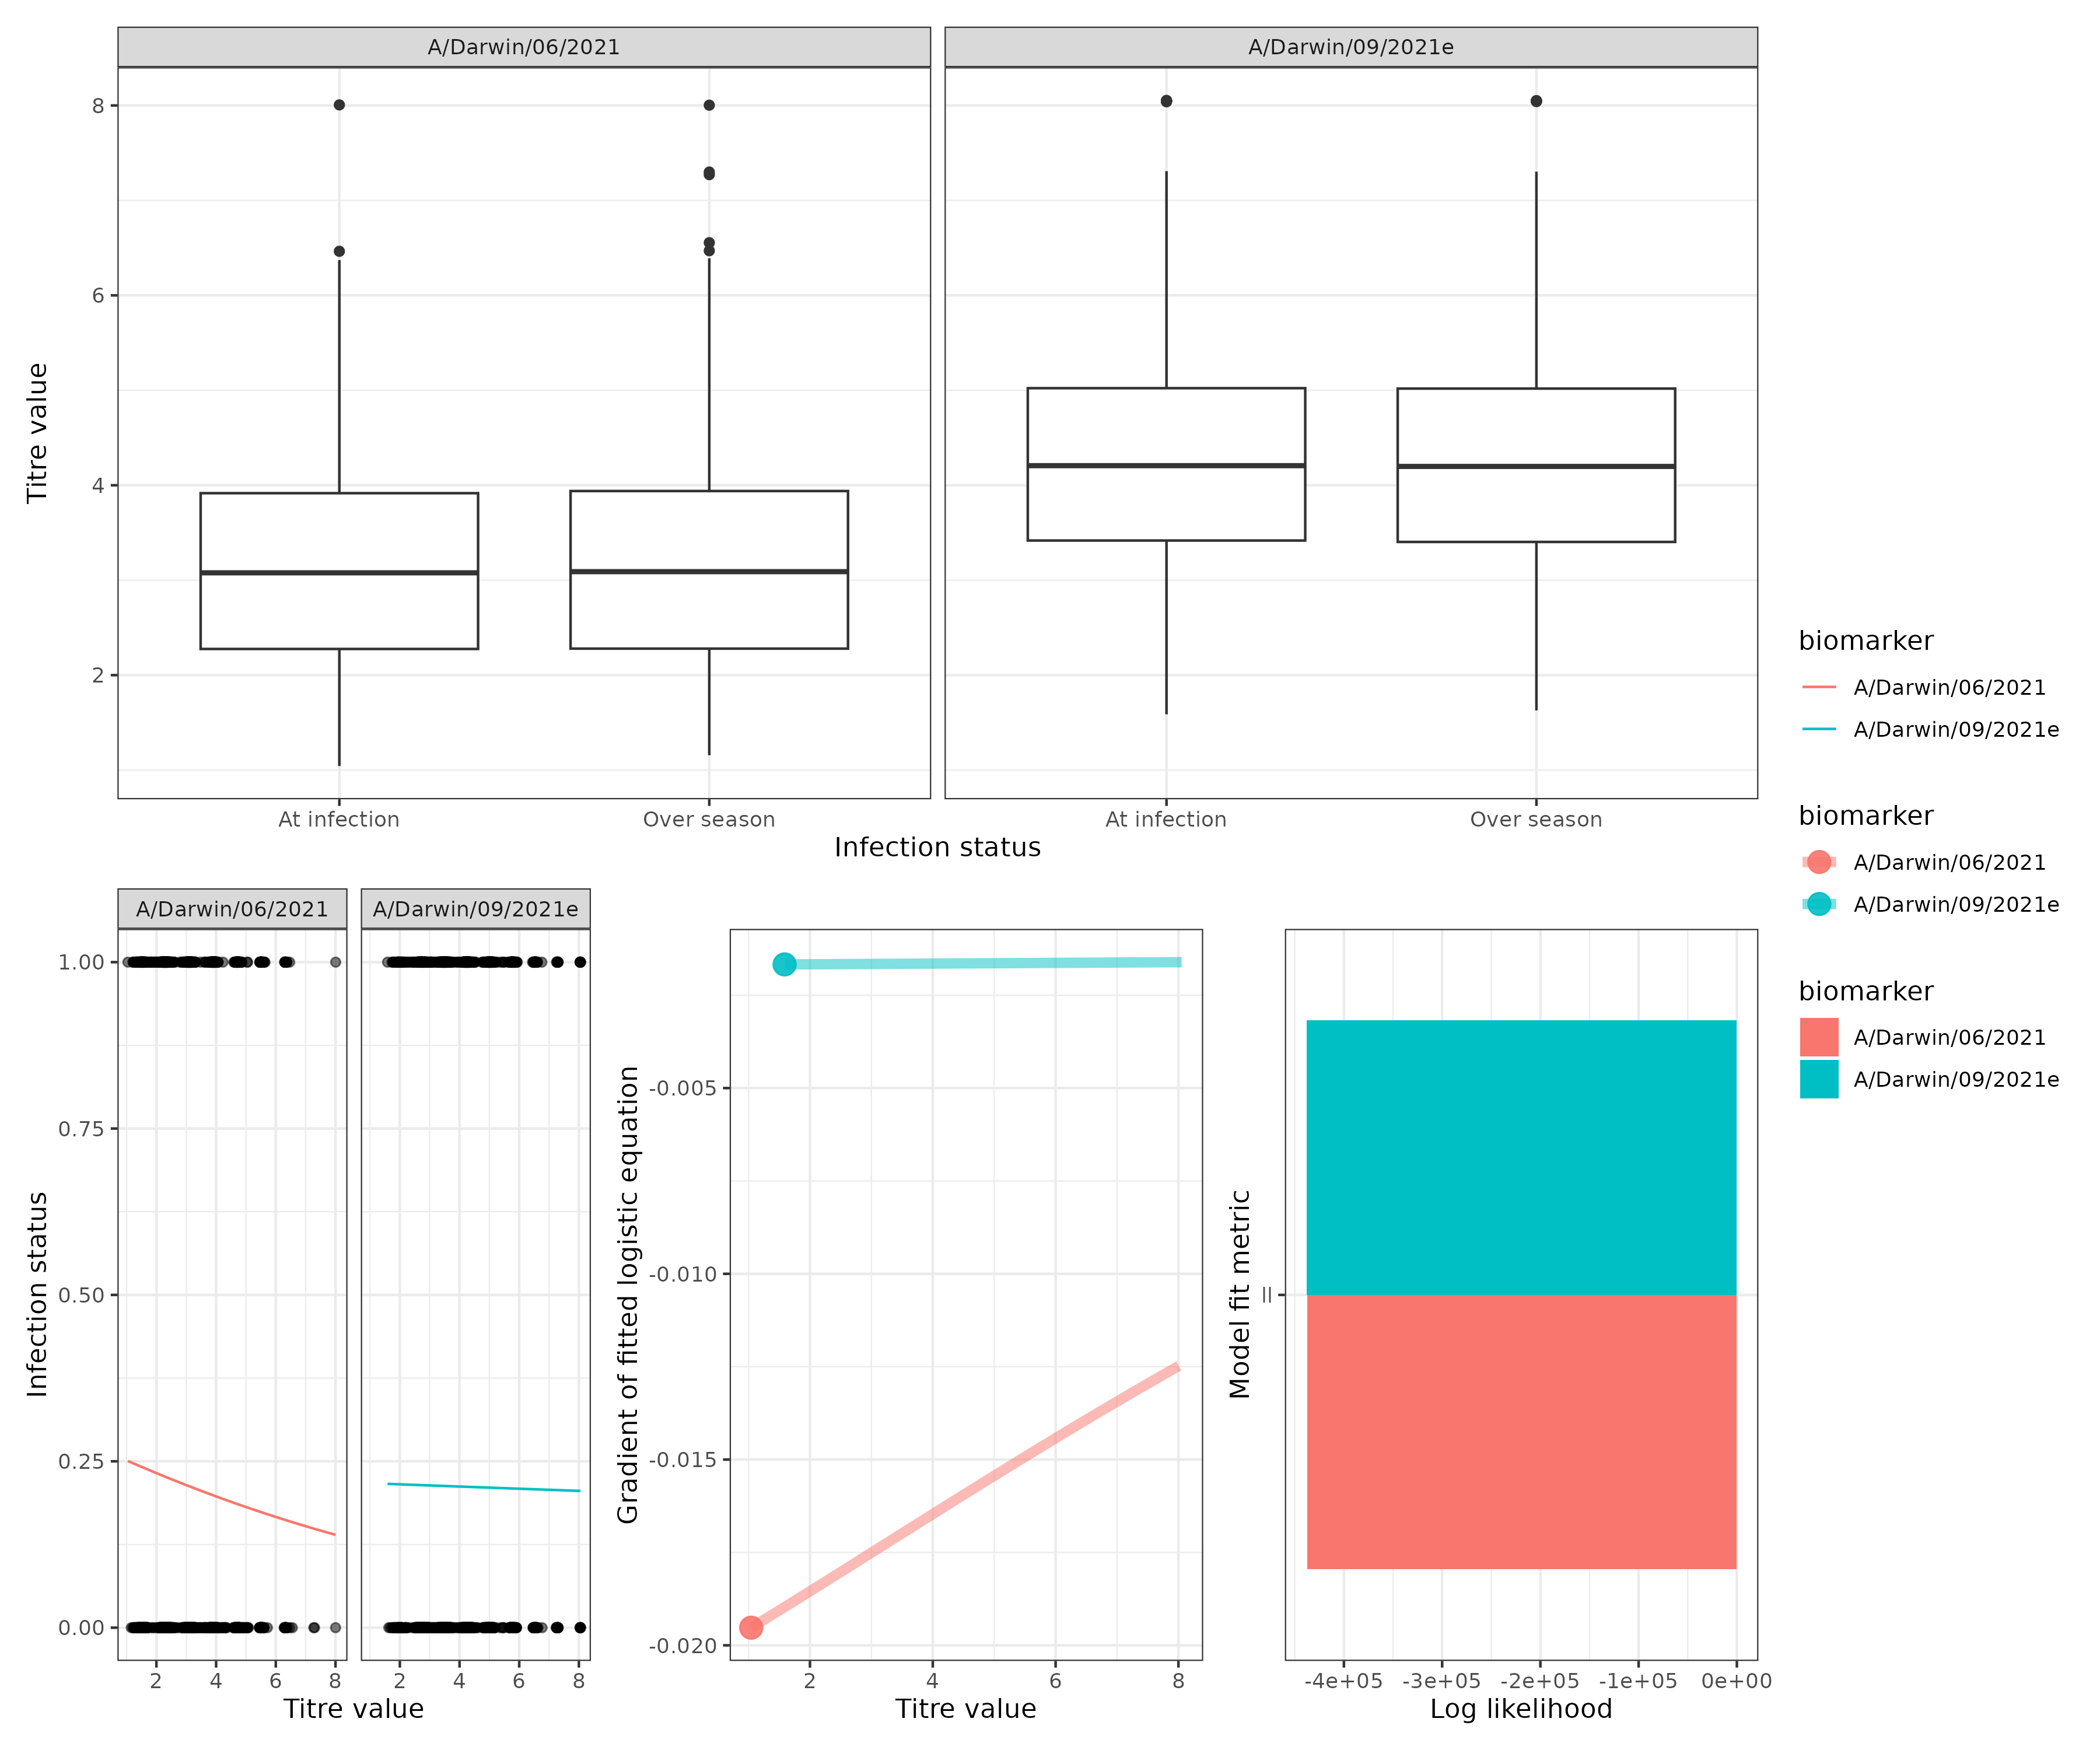 A/Darwin/06/2021
A/Darwin/09/2021e
Titre value
8
6
4
2
At infection
Over season
At infection
Over season
Infection status
biomarker
A/Darwin/06/2021
A/Darwin/09/2021e
biomarker
A/Darwin/06/2021
A/Darwin/09/2021e
biomarker
A/Darwin/06/2021
A/Darwin/09/2021e
A/Darwin/06/2021
A/Darwin/09/2021e
Infection status
1.00
0.75
0.50
0.25
0.00
2 4 6 8
2 4 6 8
Titre value
Gradient of fitted logistic equation
-0.005
-0.010
-0.015
-0.020
2 4 6 8
Titre value
Model fit metric
ll
-4e+05 -3e+05 -2e+05 -1e+05 0e+00
Log likelihood